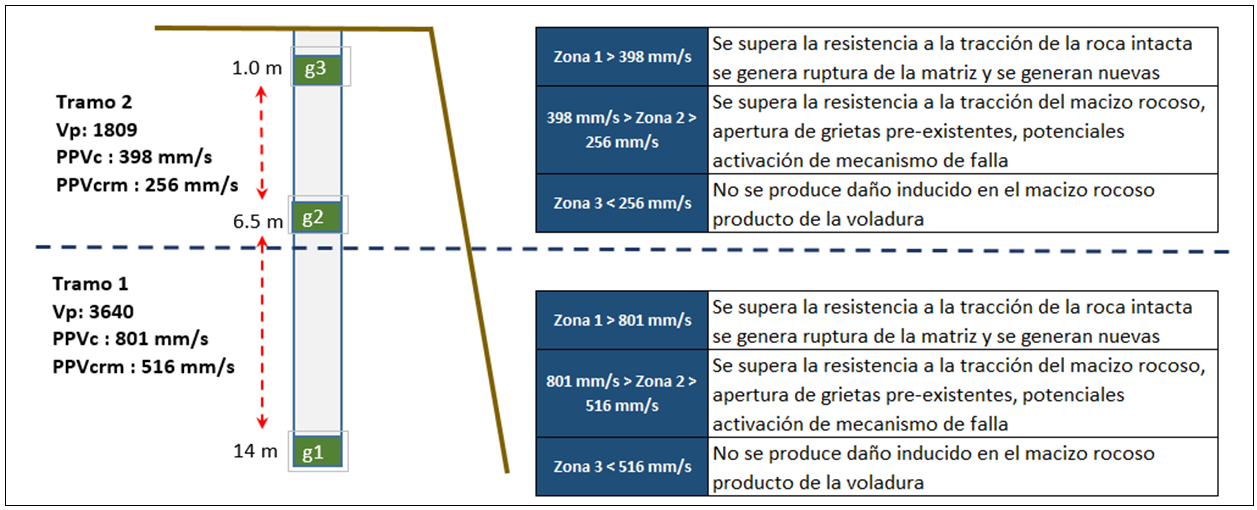 1.0 m
g3
Tramo 2
Vp: 1809
PPVc : 398 mm/s
PPVcrm : 256 mm/s
6.5 m
g2
Zona 1 > 398 mm/s
Se supera la resistencia a la tracción de la roca intacta
se genera ruptura de la matriz y se generan nuevas
398 mm/s > Zona 2 >
256 mm/s
Se supera la resistencia a la tracción del macizo rocoso,
apertura de grietas pre-existentes, potenciales
activación de mecanismo de falla
Zona 3 < 256 mm/s
No se produce daño inducido en el macizo rocoso
producto de la voladura
Tramo 1
Vp: 3640
PPVc : 801 mm/s
PPVcrm : 516 mm/s
14 m
g1
Zona 1 > 801 mm/s
Se supera la resistencia a la tracción de la roca intacta
se genera ruptura de la matriz y se generan nuevas
801 mm/s > Zona 2 >
516 mm/s
Se supera la resistencia a la tracción del macizo rocoso,
apertura de grietas pre-existentes, potenciales
activación de mecanismo de falla
Zona 3 < 516 mm/s
No se produce daño inducido en el macizo rocoso
producto de la voladura